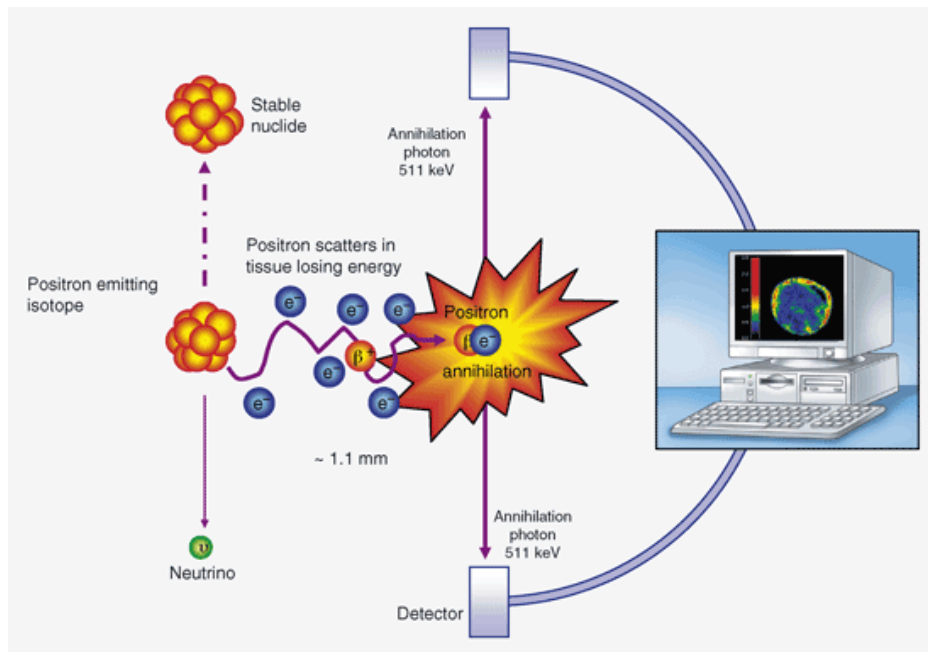 Stable
nuclide
Annihilation
photon
511 keV
Positron scatters in
tissue losing energy
Positron emitting
isotope
e⁻
e⁻
e⁻
e⁻
β⁺
e⁻
e⁻
Positron
β
e⁻
annihilation
~ 1.1 mm
Annihilation
photon
511 keV
υ
Neutrino
Detector